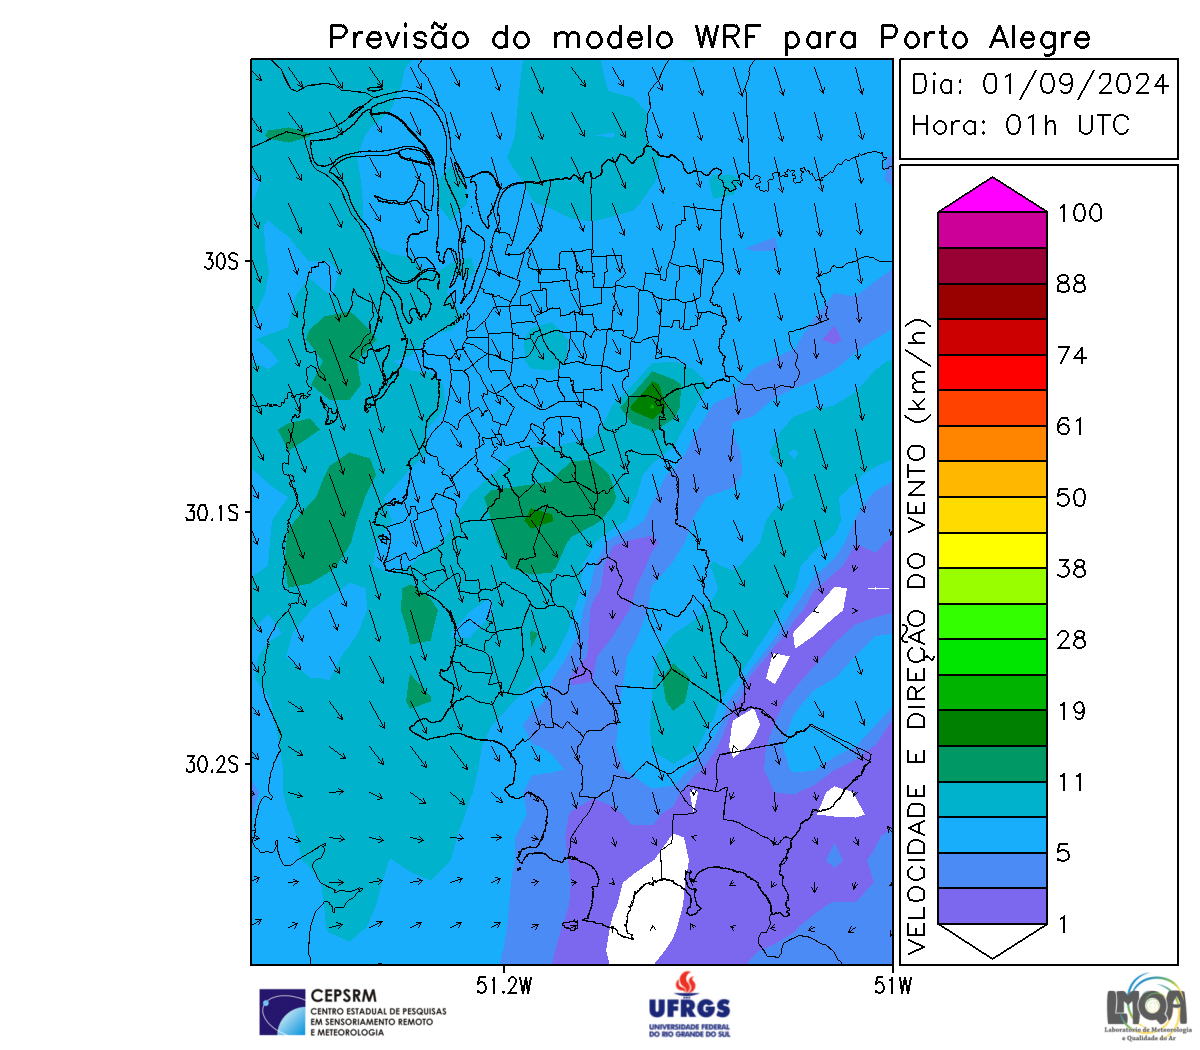 Previsão do modelo WRF para Porto Alegre
Dia: 01/09/2024
Hora: 01h UTC
30S
30.1S
30.2S
51.2W
51W
VELOCIDADE E DIREÇÃO DO VENTO (km/h)
100
88
74
61
50
38
28
19
11
5
1
CEPSRM
CENTRO ESTADUAL DE PESQUISAS
EM SENSORIAMENTO REMOTO
E METEOROLOGIA
UFRGS
UNIVERSIDADE FEDERAL
DO RIO GRANDE DO SUL
LMQA
Laboratório de Meteorologia
e Qualidade do Ar